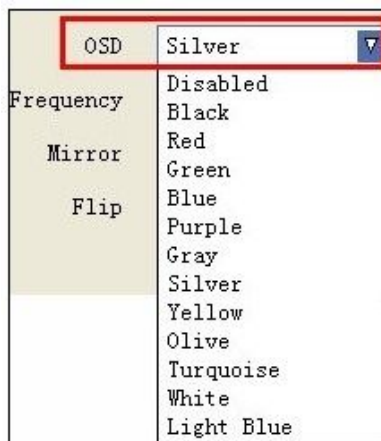 OSD Silver
Disabled
Frequency
Black
Mirror
Red
Green
Flip
Blue
Purple
Gray
Silver
Yellow
Olive
Turquoise
White
Light Blue